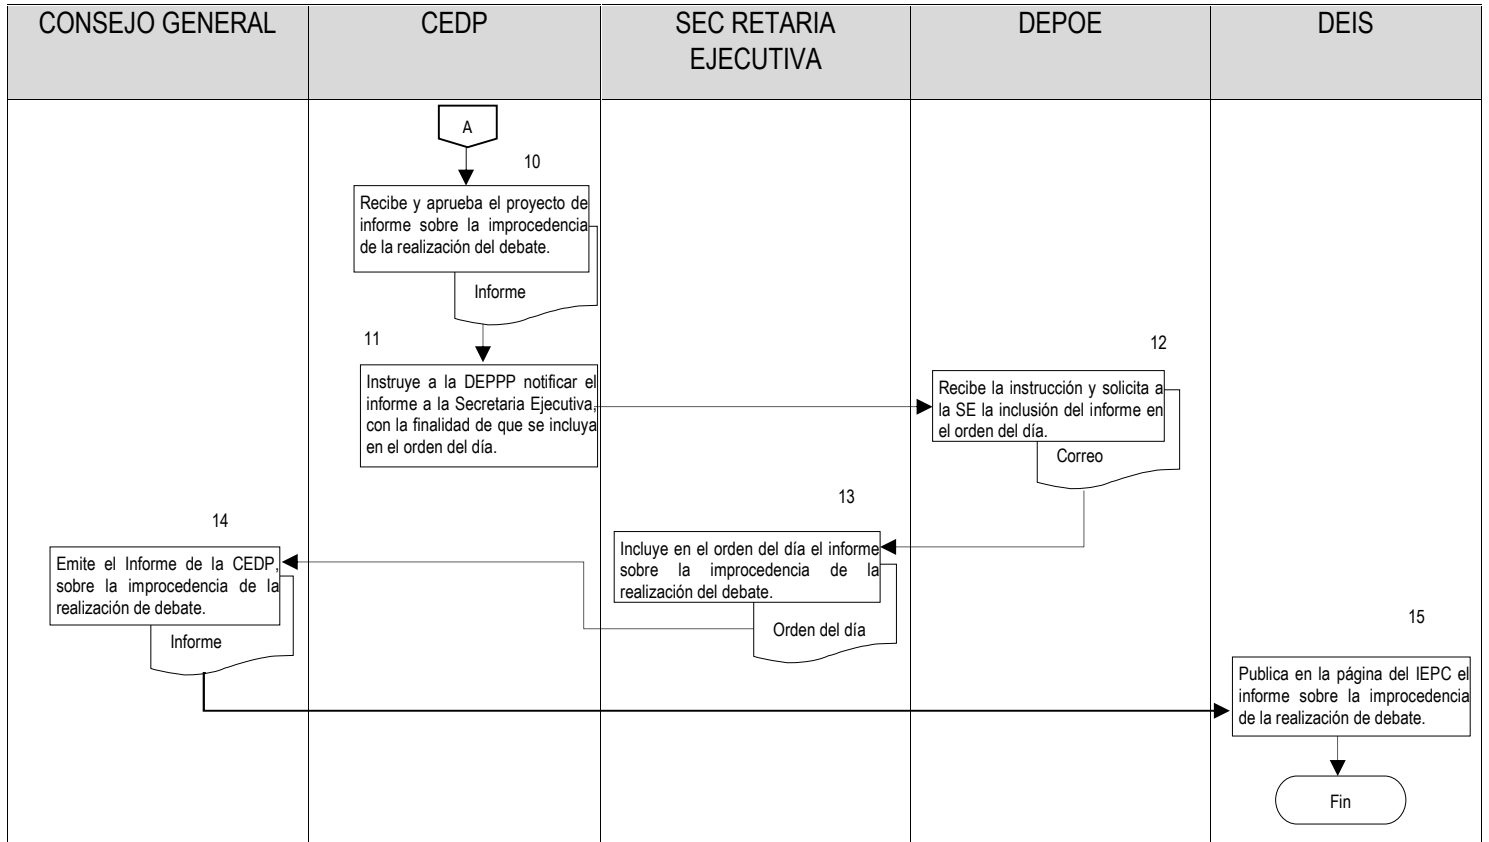 CONSEJO GENERAL
CEDP
SEC RETARIA
EJECUTIVA
DEPOE
DEIS
A
10
Recibe y aprueba el proyecto de
informe sobre la improcedencia
de la realización del debate.
Informe
11
Instruye a la DEPPP notificar el
informe a la Secretaria Ejecutiva,
con la finalidad de que se incluya
en el orden del día.
12
Recibe la instrucción y solicita a
la SE la inclusión del informe en
el orden del día.
Correo
13
Incluye en el orden del día el informe
sobre la improcedencia de la
realización del debate.
Orden del día
14
Emite el Informe de la CEDP,
sobre la improcedencia de la
realización de debate.
Informe
15
Publica en la página del IEPC el
informe sobre la improcedencia
de la realización de debate.
Fin